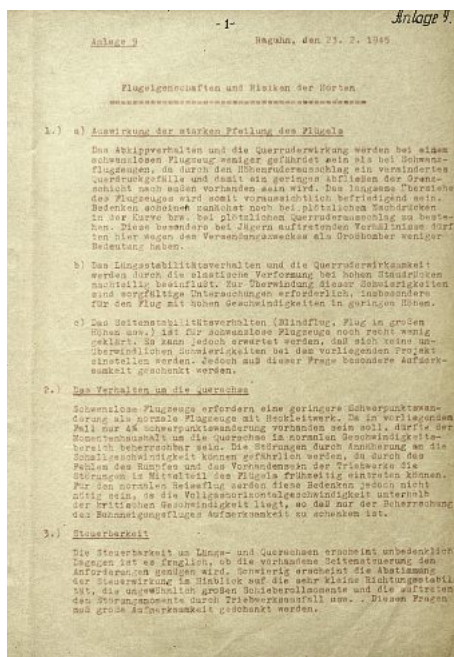 - 1 -
Anlage 9.
Anlage 9 Raguhn, den 23. 2. 1945
Flugeigenschaften und Risiken der Horten
1.) a) Auswirkung der starken Pfeilung des Flügels
Das Abkippverhalten und die Querruderwirkung werden bei einem
schwanzlosen Flugzeug weniger gefährdet sein als bei Schwanz-
flugzeugen, da durch den Höhenruderausschlag ein vermindertes
Querdruckgefälle und damit ein geringes Abfließen der Grenz-
schicht nach außen vorhanden sein wird. Das langsame Überziehen
des Flugzeuges wird somit voraussichtlich befriedigend sein.
Bedenken scheinen zunächst noch bei plötzlichem Nachdrücken
in der Kurve bzw. bei plötzlichem Querruderausschlag zu beste-
hen. Diese besonders bei Jägern auftretenden Verhältnisse dürf
ten hier wegen des Verwendungszweckes als Großbomber weniger
Bedeutung haben.
b) Das Längsstabilitätsverhalten und die Querruderwirksamkeit
werden durch die elastische Verformung bei hohen Staudrücken
nachteilig beeinflußt. Zur Überwindung dieser Schwierigkeiten
sind sorgfältige Untersuchungen erforderlich, insbesondere
für den Flug mit hohen Geschwindigkeiten in geringen Höhen.
c) Das Seitenstabilitätsverhalten (Blindflug, Flug in großen
Höhen usw.) ist für schwanzlose Flugzeuge noch recht wenig
geklärt. Es kann jedoch erwartet werden, daß sich keine un-
überwindlichen Schwierigkeiten bei dem vorliegenden Projekt
einstellen werden. Jedoch muß dieser Frage besondere Aufmerk-
samkeit geschenkt werden.
2.) Das Verhalten um die Querachse
Schwanzlose Flugzeuge erfordern eine geringere Schwerpunktswan-
derung als normale Flugzeuge mit Heckleitwerk. Da im vorliegenden
Fall nur 4% Schwerpunktswanderung vorhanden sein soll, dürfte der
Momentenhaushalt um die Querachse im normalen Geschwindigkeits-
bereich beherrschbar sein. Die Störungen durch Annäherung an die
Schallgeschwindigkeit können gefährlich werden, da durch das
Fehlen des Rumpfes und das Vorhandensein der Triebwerke die
Störungen im Mittelteil des Flügels frühzeitig eintreten können.
Für den normalen Reiseflug werden diese Bedenken jedoch nicht
nötig sein, da die Vollgashorizontalgeschwindigkeit unterhalb
der kritischen Geschwindigkeit liegt, so daß nur der Beherrschung
des Bahnneigungsfluges Aufmerksamkeit zu schenken ist.
3.) Steuerbarkeit
Die Steuerbarkeit um Längs- und Querachsen erscheint unbedenklich
Dagegen ist es fraglich, ob die vorhandene Seitensteuerung den
Anforderungen genügen wird. Schwierig erscheint die Abstimmung
der Steuerwirkung im Hinblick auf die sehr kleine Richtungsstabil
tät, die ungewöhnlich großen Schieberollmomente und die auftreten
den Störungsmomente durch Triebwerksausfall usw... Diesen Fragen
muß große Aufmerksamkeit geschenkt werden.